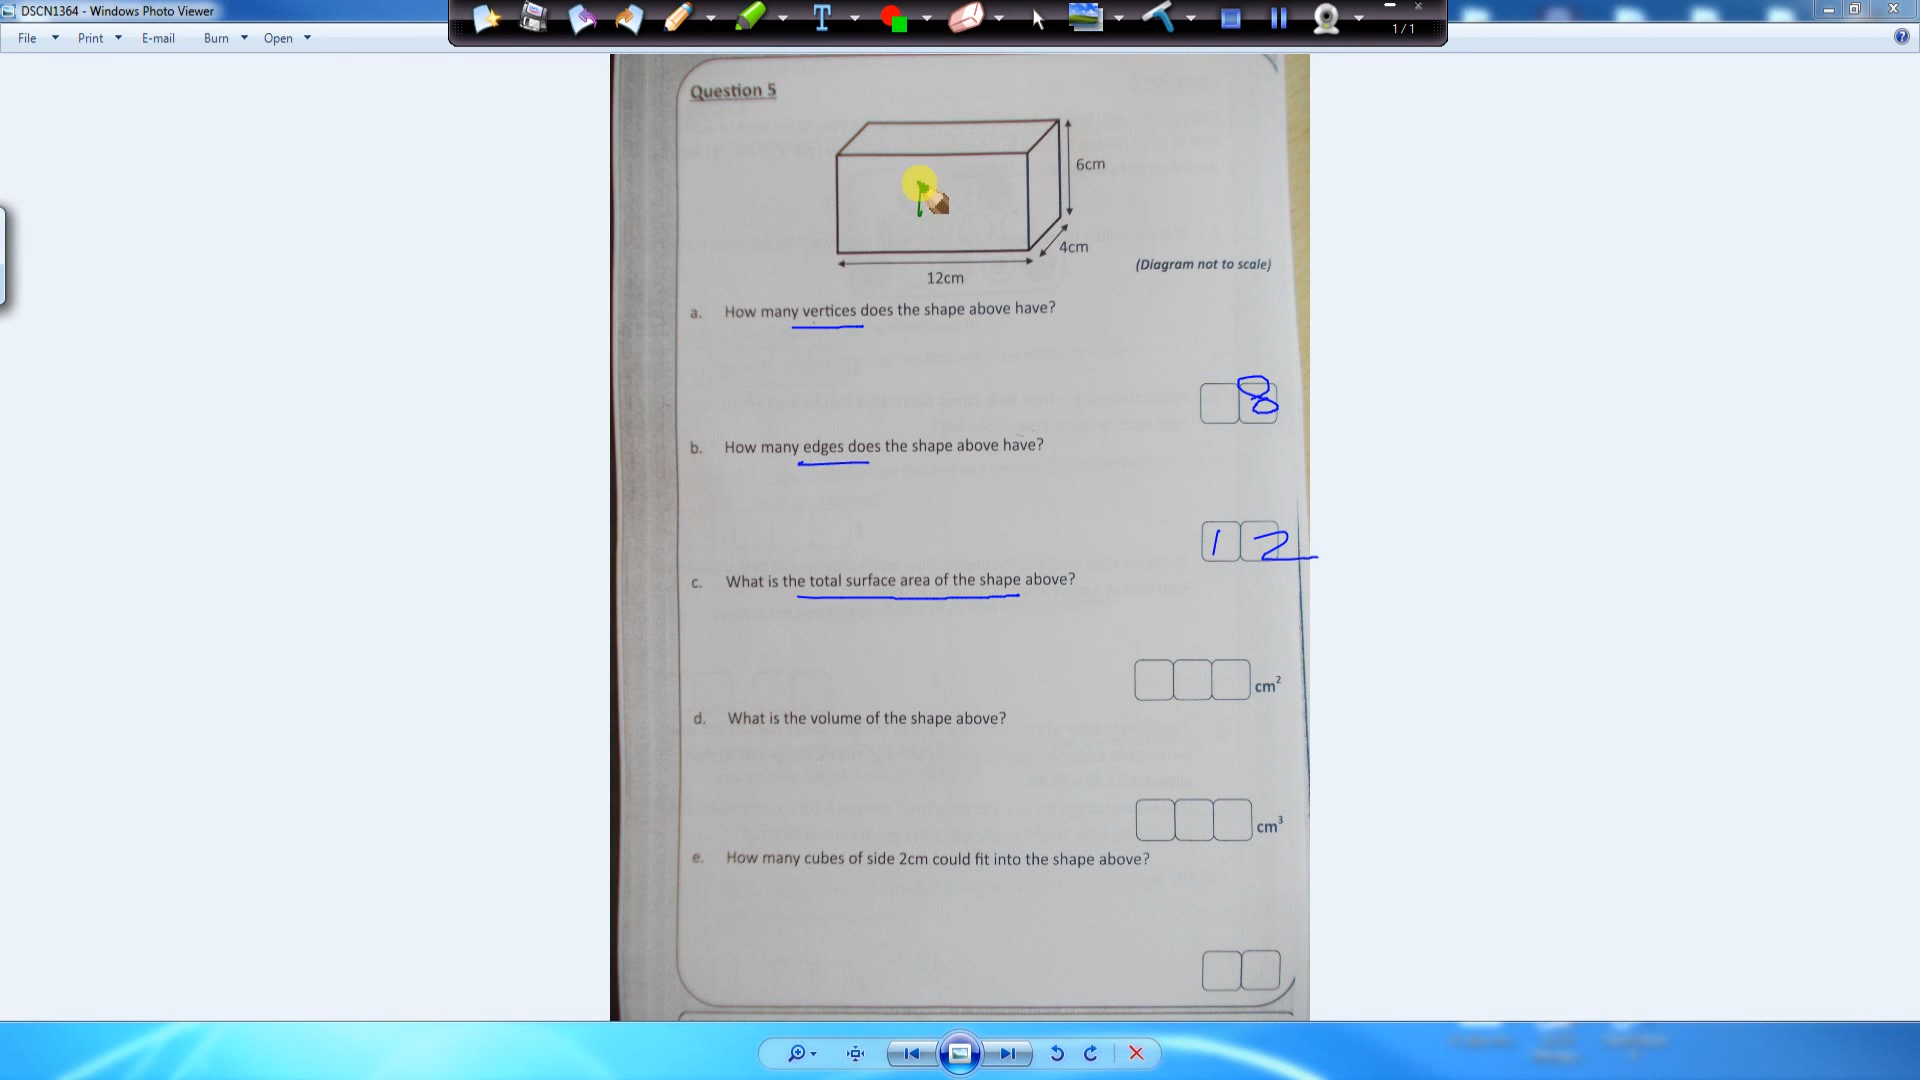 DSCN1364 - Windows Photo Viewer
1/1
File Print E-mail Burn Open
Question 5
6cm
4cm
(Diagram not to scale)
12cm
a. How many vertices does the shape above have?
8
b. How many edges does the shape above have?
12
c. What is the total surface area of the shape above?
cm²
d. What is the volume of the shape above?
cm³
e. How many cubes of side 2cm could fit into the shape above?